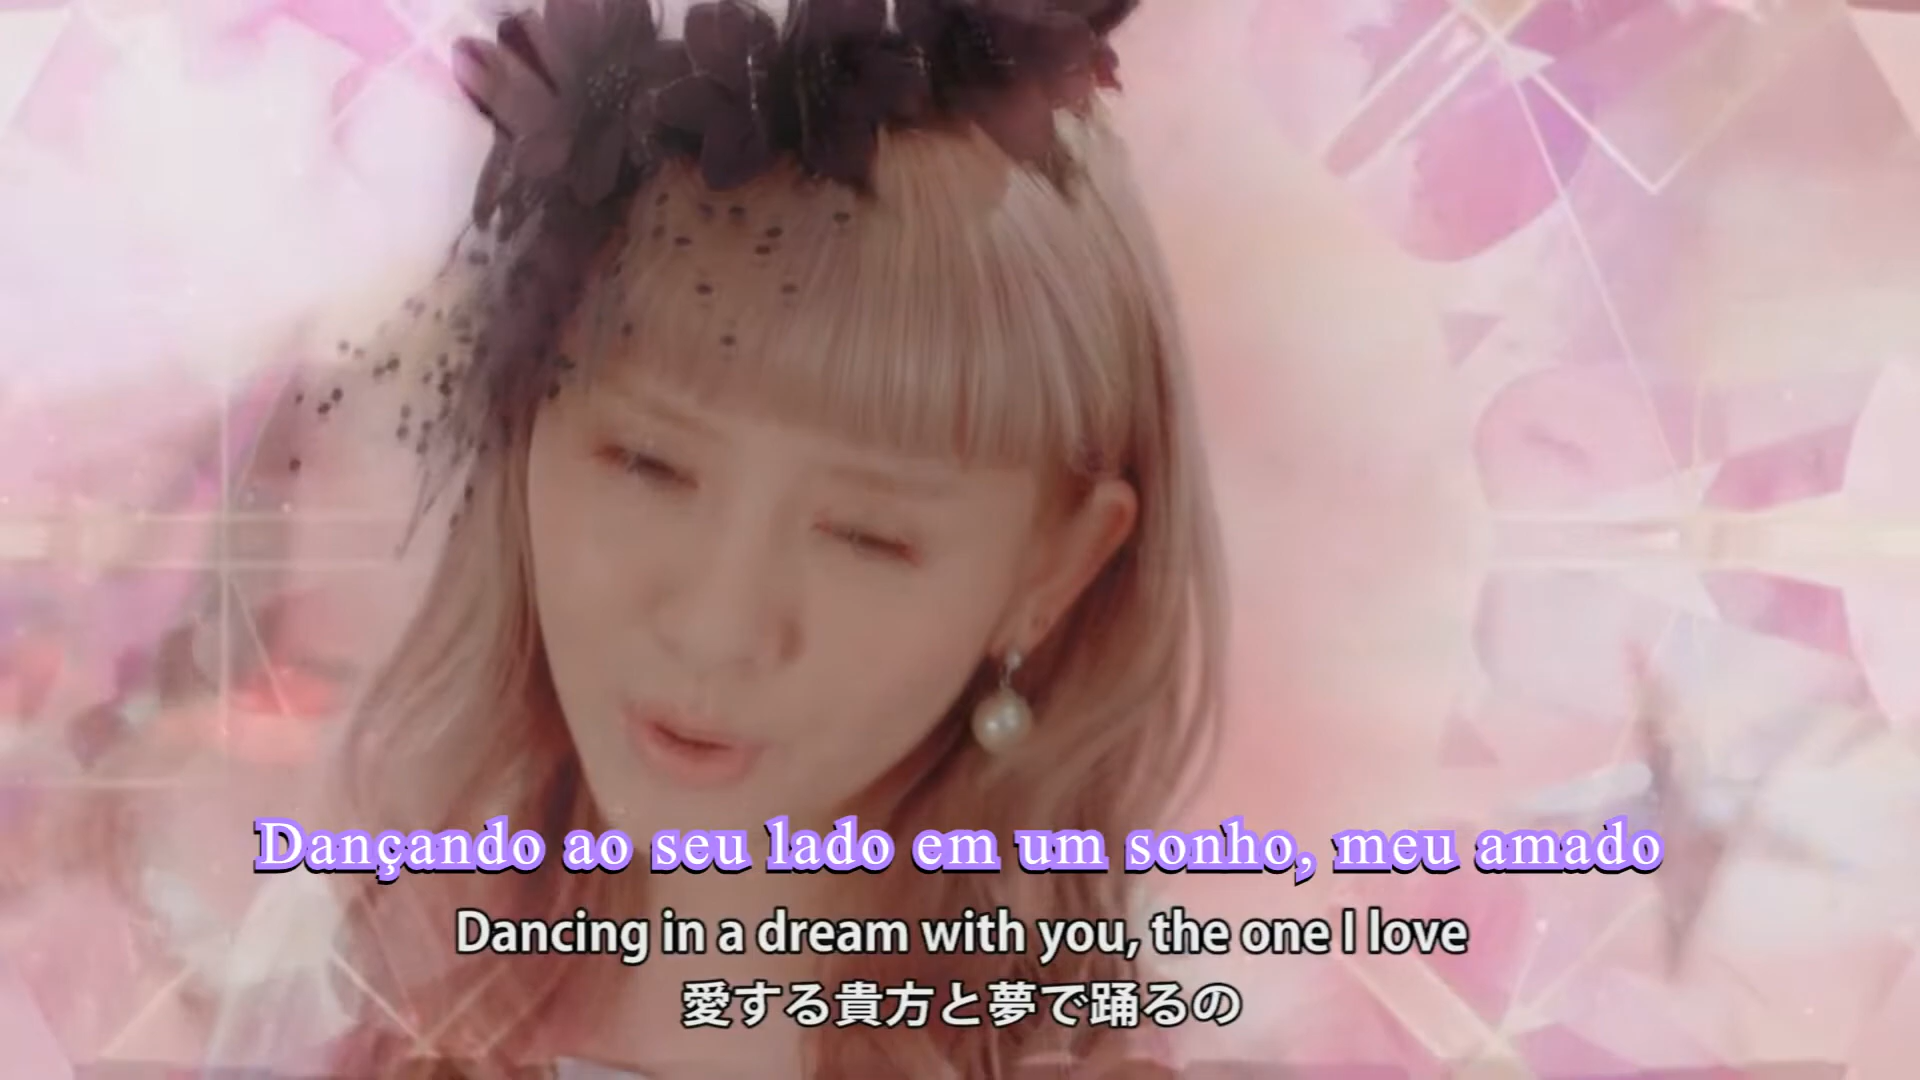 Dançando ao seu lado em um sonho, meu amado
Dancing in a dream with you, the one I love
愛する貴方と夢で踊るの